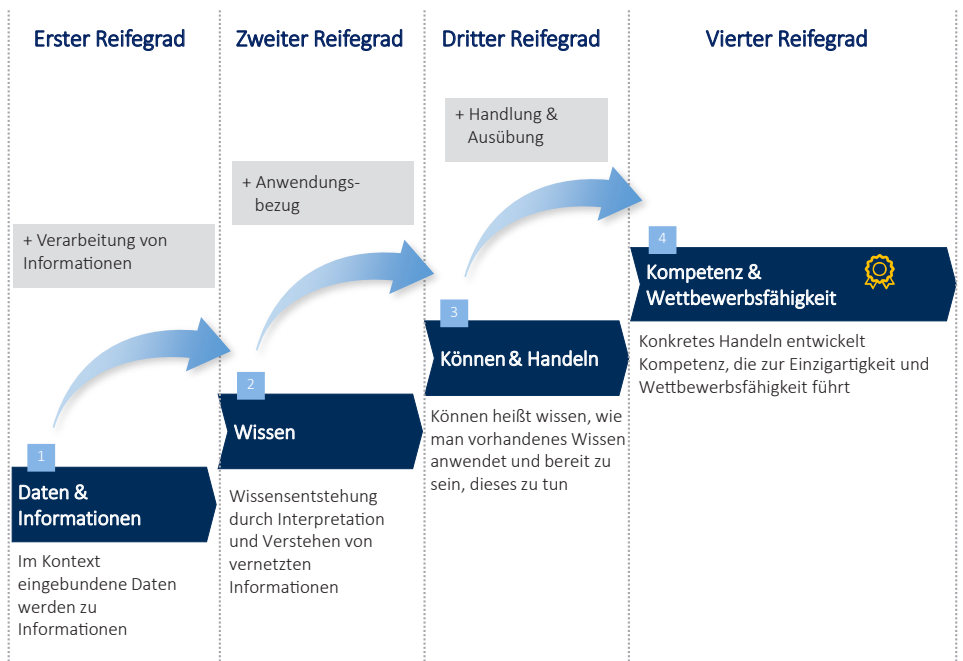 Erster Reifegrad
Zweiter Reifegrad
Dritter Reifegrad
Vierter Reifegrad
+ Verarbeitung von
Informationen
+ Anwendungs-
bezug
+ Handlung &
Ausübung
1
Daten &
Informationen
Im Kontext
eingebundene Daten
werden zu
Informationen
2
Wissen
Wissensentstehung
durch Interpretation
und Verstehen von
vernetzten
Informationen
3
Können & Handeln
Können heißt wissen, wie
man vorhandenes Wissen
anwendet und bereit zu
sein, dieses zu tun
4
Kompetenz &
Wettbewerbsfähigkeit
Konkretes Handeln entwickelt
Kompetenz, die zur Einzigartigkeit und
Wettbewerbsfähigkeit führt